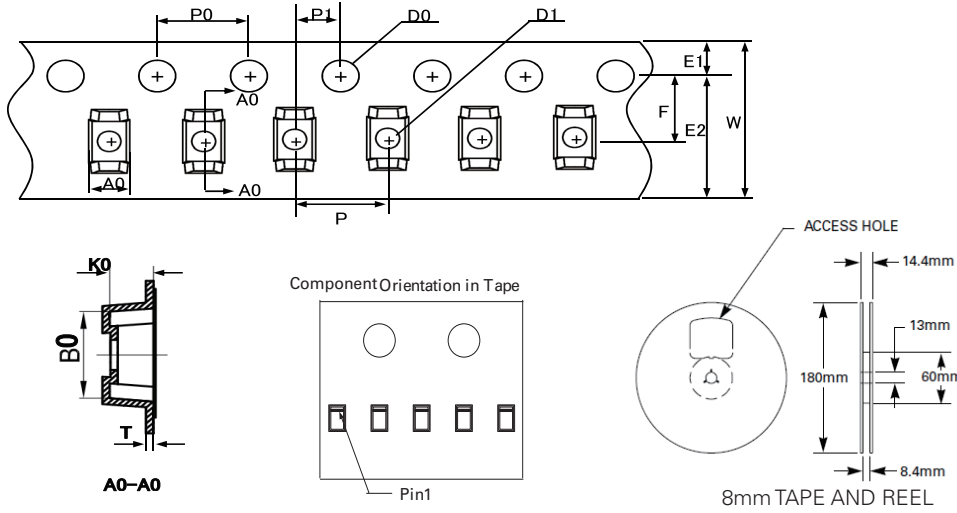 P0
P1
D0
D1
E1
A0
F
E2
W
A0
A0
P
ACCESS HOLE
K0
14.4mm
Component Orientation in Tape
13mm
B0
180mm
60mm
T
8.4mm
A0-A0
Pin1
8mm TAPE AND REEL